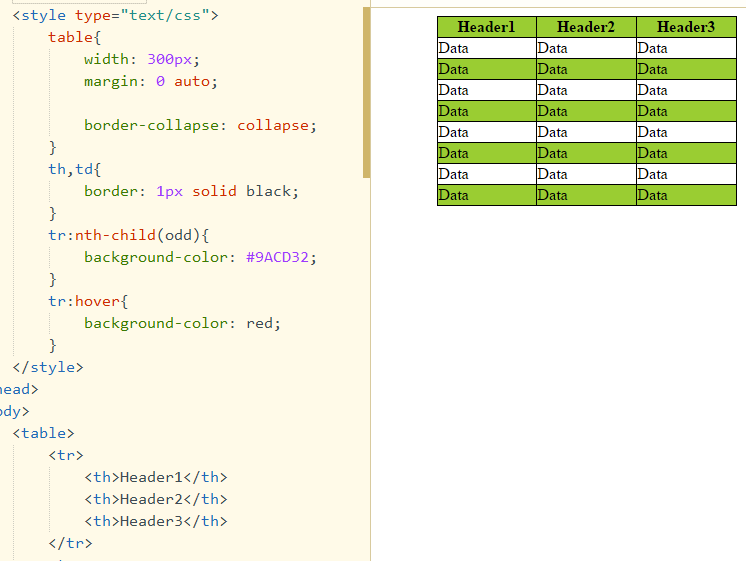 <style type="text/css">
table{
width: 300px;
margin: 0 auto;
border-collapse: collapse;
}
th,td{
border: 1px solid black;
}
tr:nth-child(odd){
background-color: #9ACD32;
}
tr:hover{
background-color: red;
}
</style>
ead>
dy>
<table>
<tr>
<th>Header1</th>
<th>Header2</th>
<th>Header3</th>
</tr>
Header1 Header2 Header3
Data Data Data
Data Data Data
Data Data Data
Data Data Data
Data Data Data
Data Data Data
Data Data Data
Data Data Data